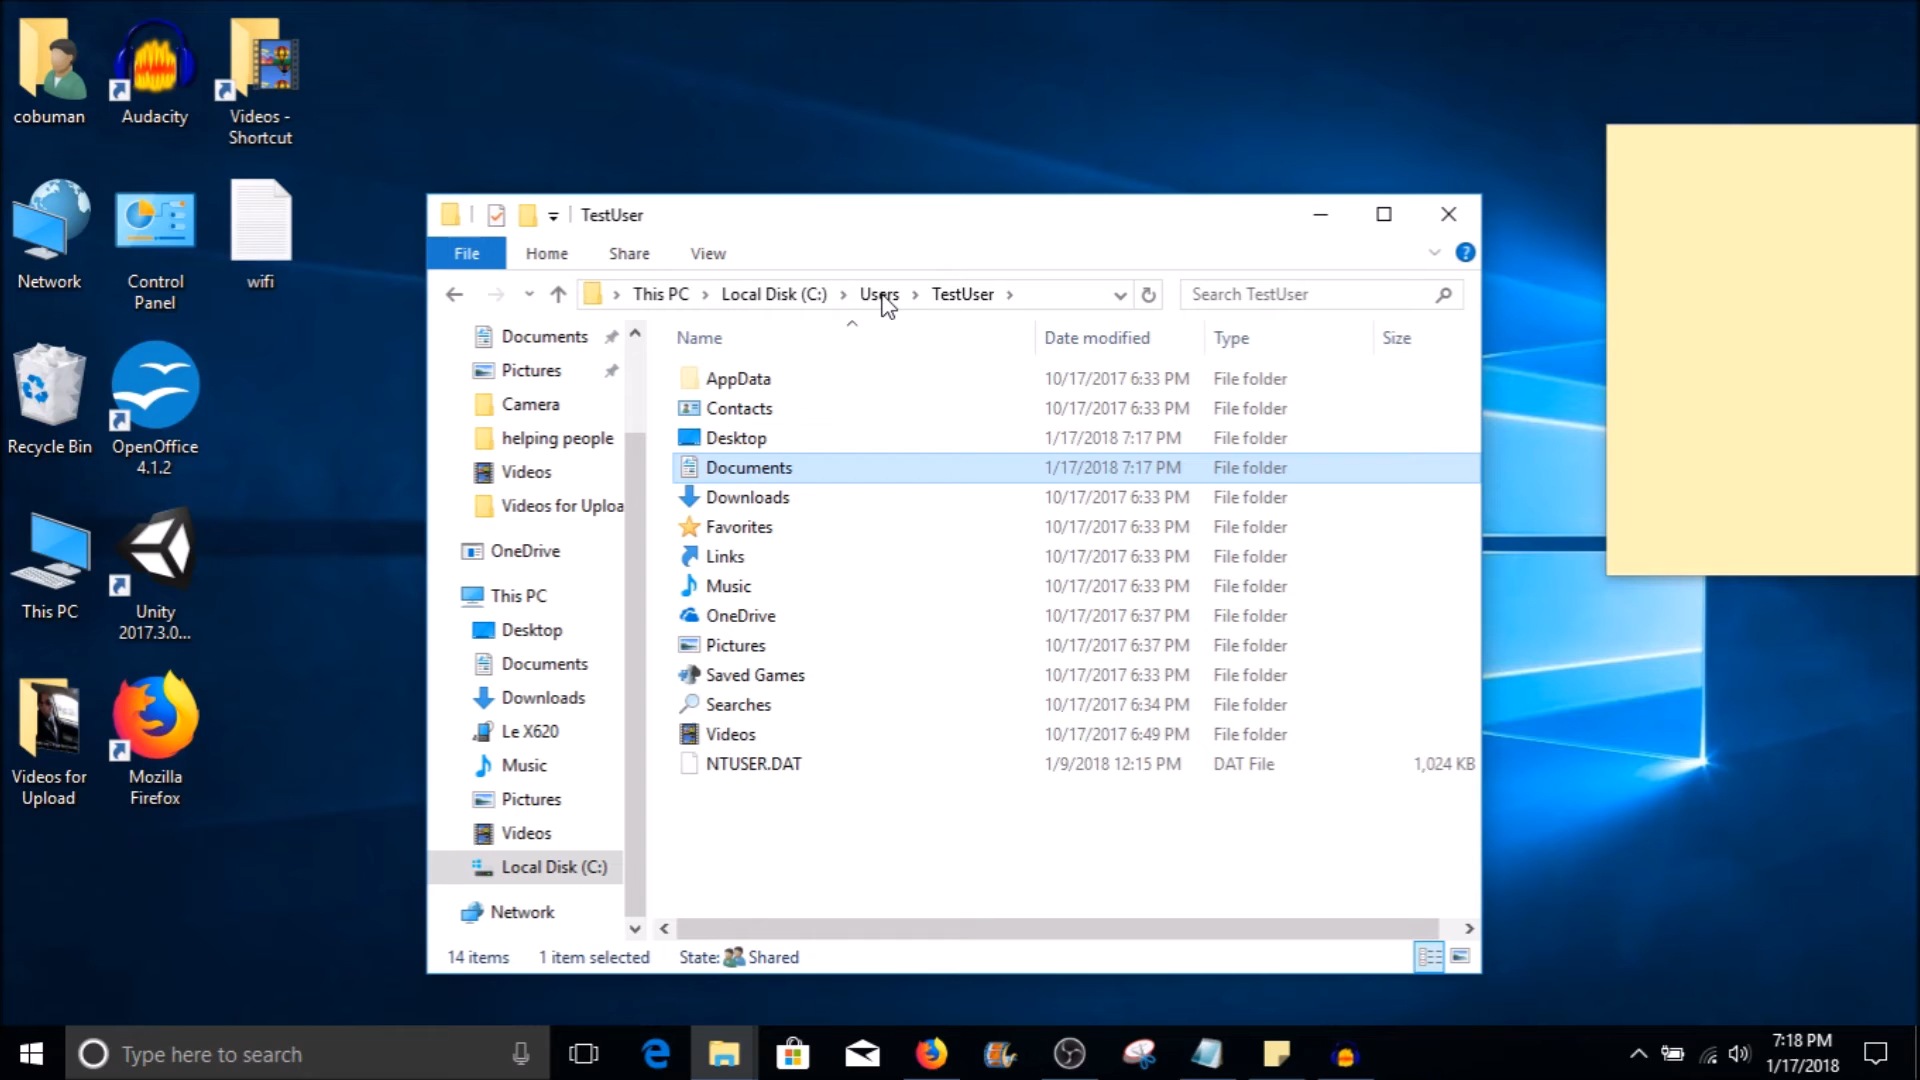 cobuman
Audacity
Videos -
Shortcut
Network
Control
Panel
wifi
Recycle Bin
OpenOffice
4.1.2
This PC
Unity
2017.3.0...
Videos for
Upload
Mozilla
Firefox
TestUser
File Home Share View
This PC Local Disk (C:) Users TestUser
Search TestUser
Documents
Pictures
Camera
helping people
Videos
Videos for Uploa
OneDrive
This PC
Desktop
Documents
Downloads
Le X620
Music
Pictures
Videos
Local Disk (C:)
Network
Name Date modified Type Size
AppData 10/17/2017 6:33 PM File folder
Contacts 10/17/2017 6:33 PM File folder
Desktop 1/17/2018 7:17 PM File folder
Documents 1/17/2018 7:17 PM File folder
Downloads 10/17/2017 6:33 PM File folder
Favorites 10/17/2017 6:33 PM File folder
Links 10/17/2017 6:33 PM File folder
Music 10/17/2017 6:33 PM File folder
OneDrive 10/17/2017 6:37 PM File folder
Pictures 10/17/2017 6:37 PM File folder
Saved Games 10/17/2017 6:33 PM File folder
Searches 10/17/2017 6:34 PM File folder
Videos 10/17/2017 6:49 PM File folder
NTUSER.DAT 1/9/2018 12:15 PM DAT File 1,024 KB
14 items 1 item selected State: Shared
Type here to search
7:18 PM
1/17/2018